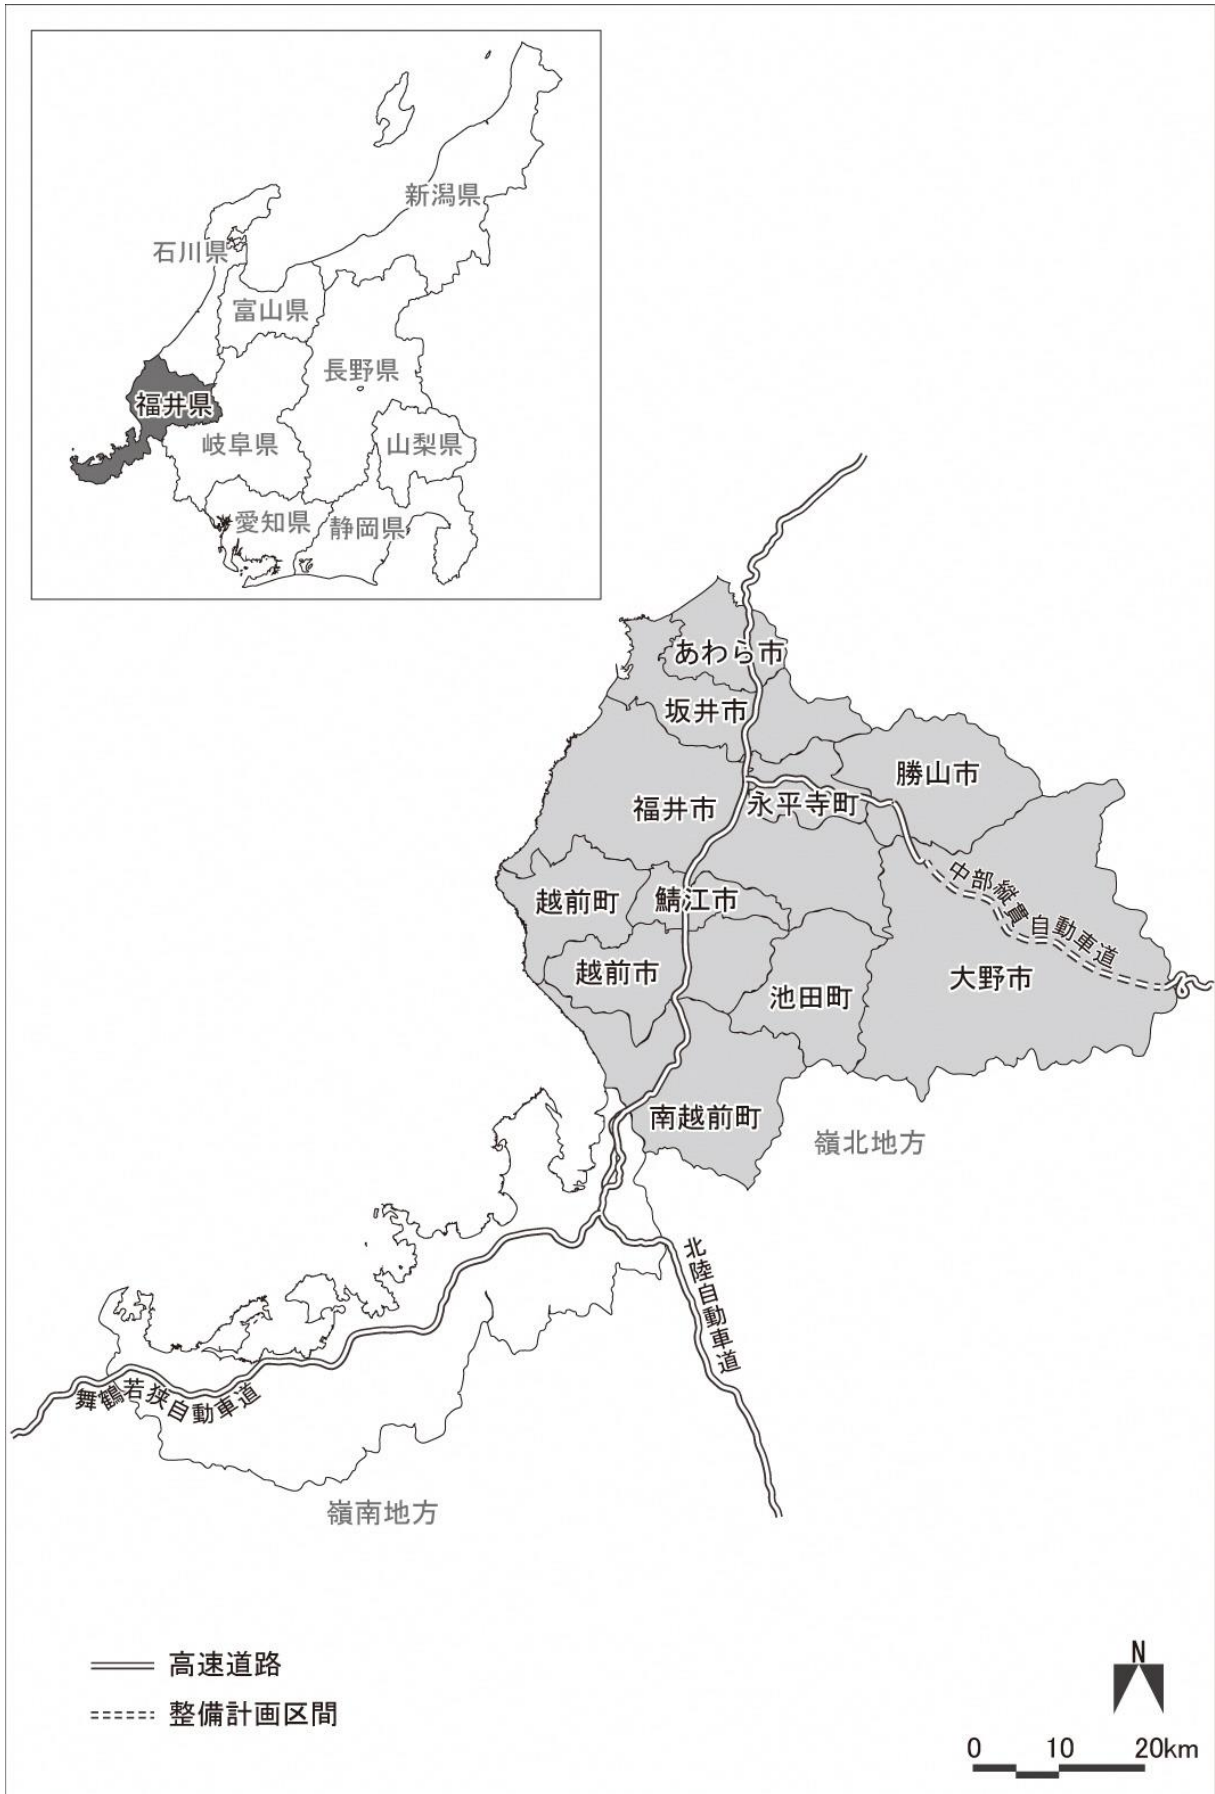 新潟県
石川県
富山県
長野県
福井県
岐阜県
山梨県
愛知県
静岡県
あわら市
坂井市
勝山市
福井市
永平寺町
中部縦貫自動車道
越前町
鯖江市
越前市
池田町
大野市
南越前町
嶺北地方
北陸自動車道
舞鶴若狭自動車道
嶺南地方
高速道路
整備計画区間
N
0 10 20km